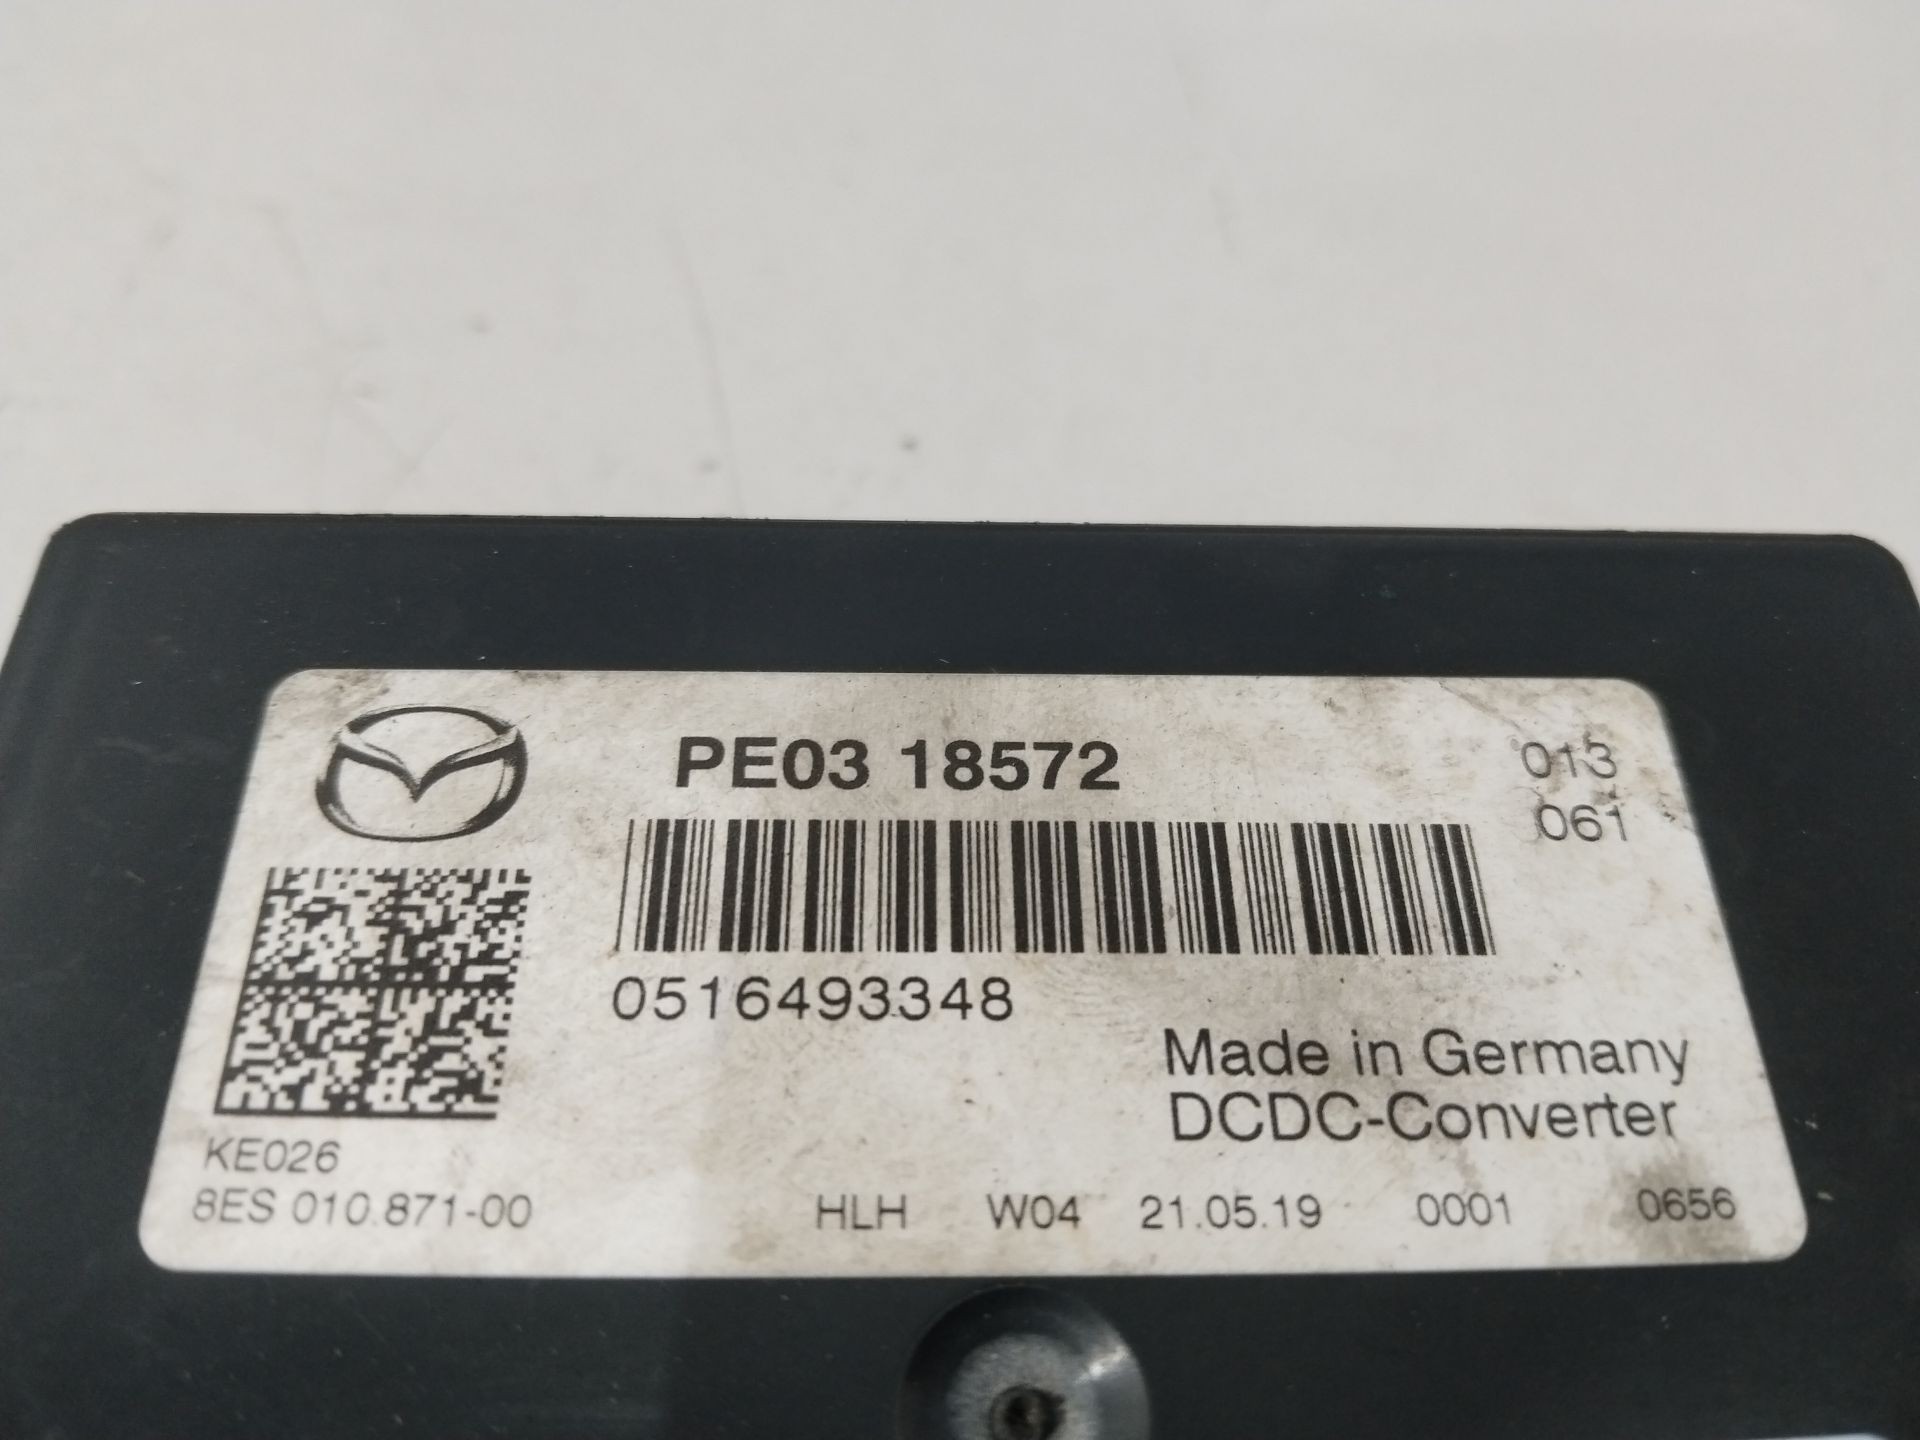 PE03 18572
013
061
0516493348
Made in Germany
DCDC-Converter
KE026
8ES 010.871-00 HLH W04 21.05.19 0001 0656